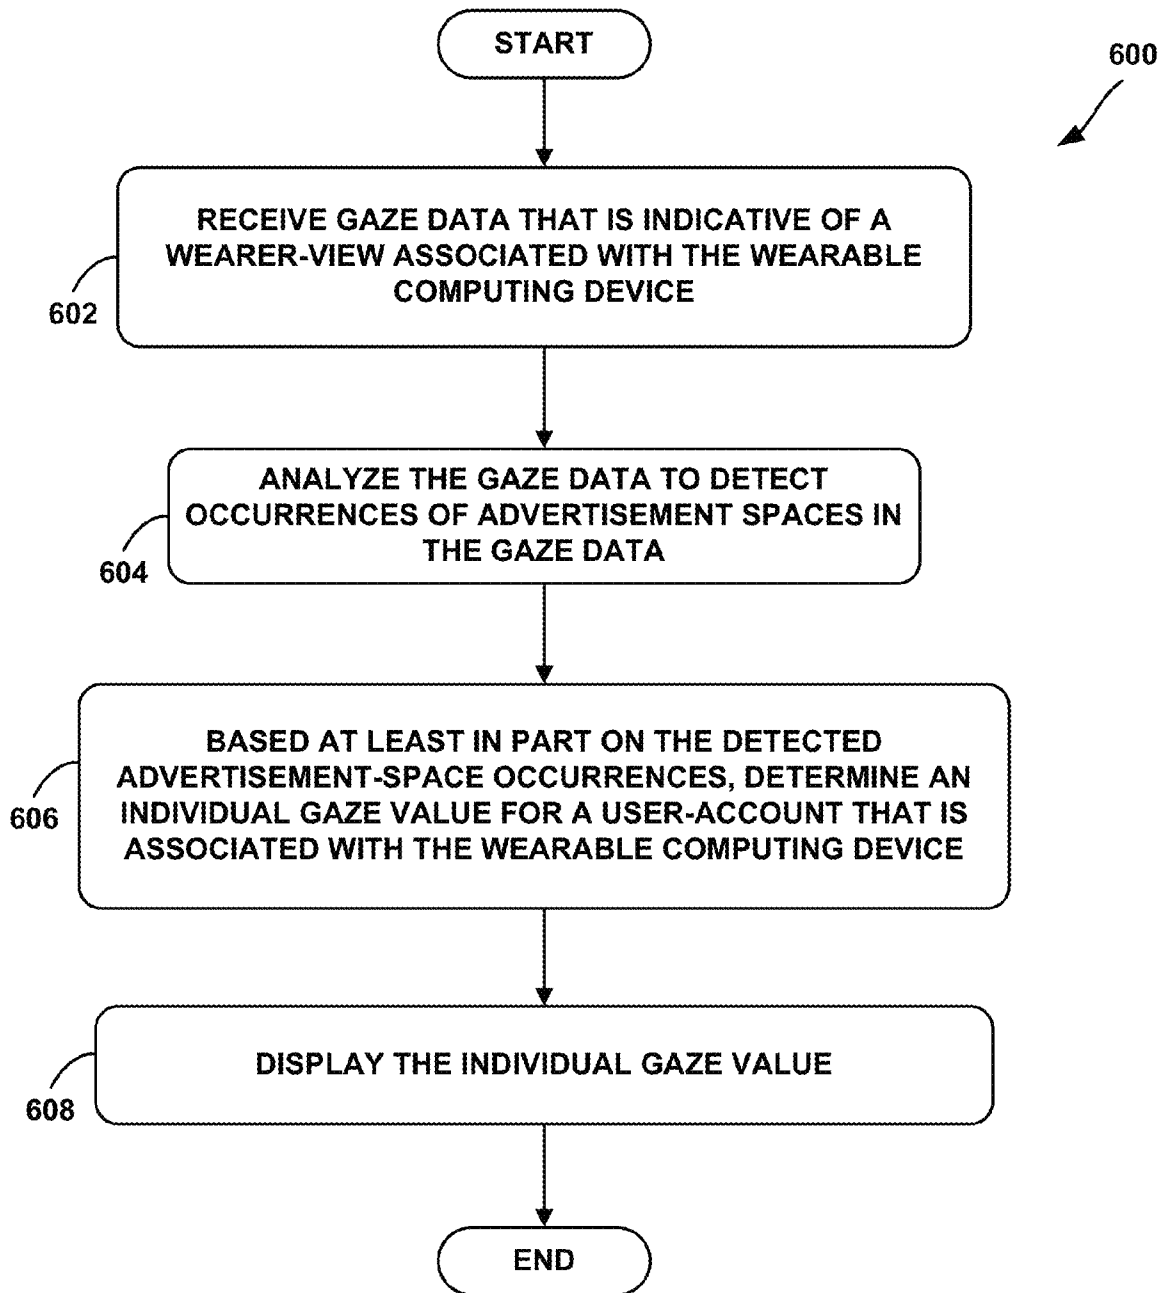 START
600
RECEIVE GAZE DATA THAT IS INDICATIVE OF A
WEARER-VIEW ASSOCIATED WITH THE WEARABLE
COMPUTING DEVICE
602
ANALYZE THE GAZE DATA TO DETECT
OCCURRENCES OF ADVERTISEMENT SPACES IN
THE GAZE DATA
604
BASED AT LEAST IN PART ON THE DETECTED
ADVERTISEMENT-SPACE OCCURRENCES, DETERMINE AN
INDIVIDUAL GAZE VALUE FOR A USER-ACCOUNT THAT IS
ASSOCIATED WITH THE WEARABLE COMPUTING DEVICE
606
DISPLAY THE INDIVIDUAL GAZE VALUE
608
END